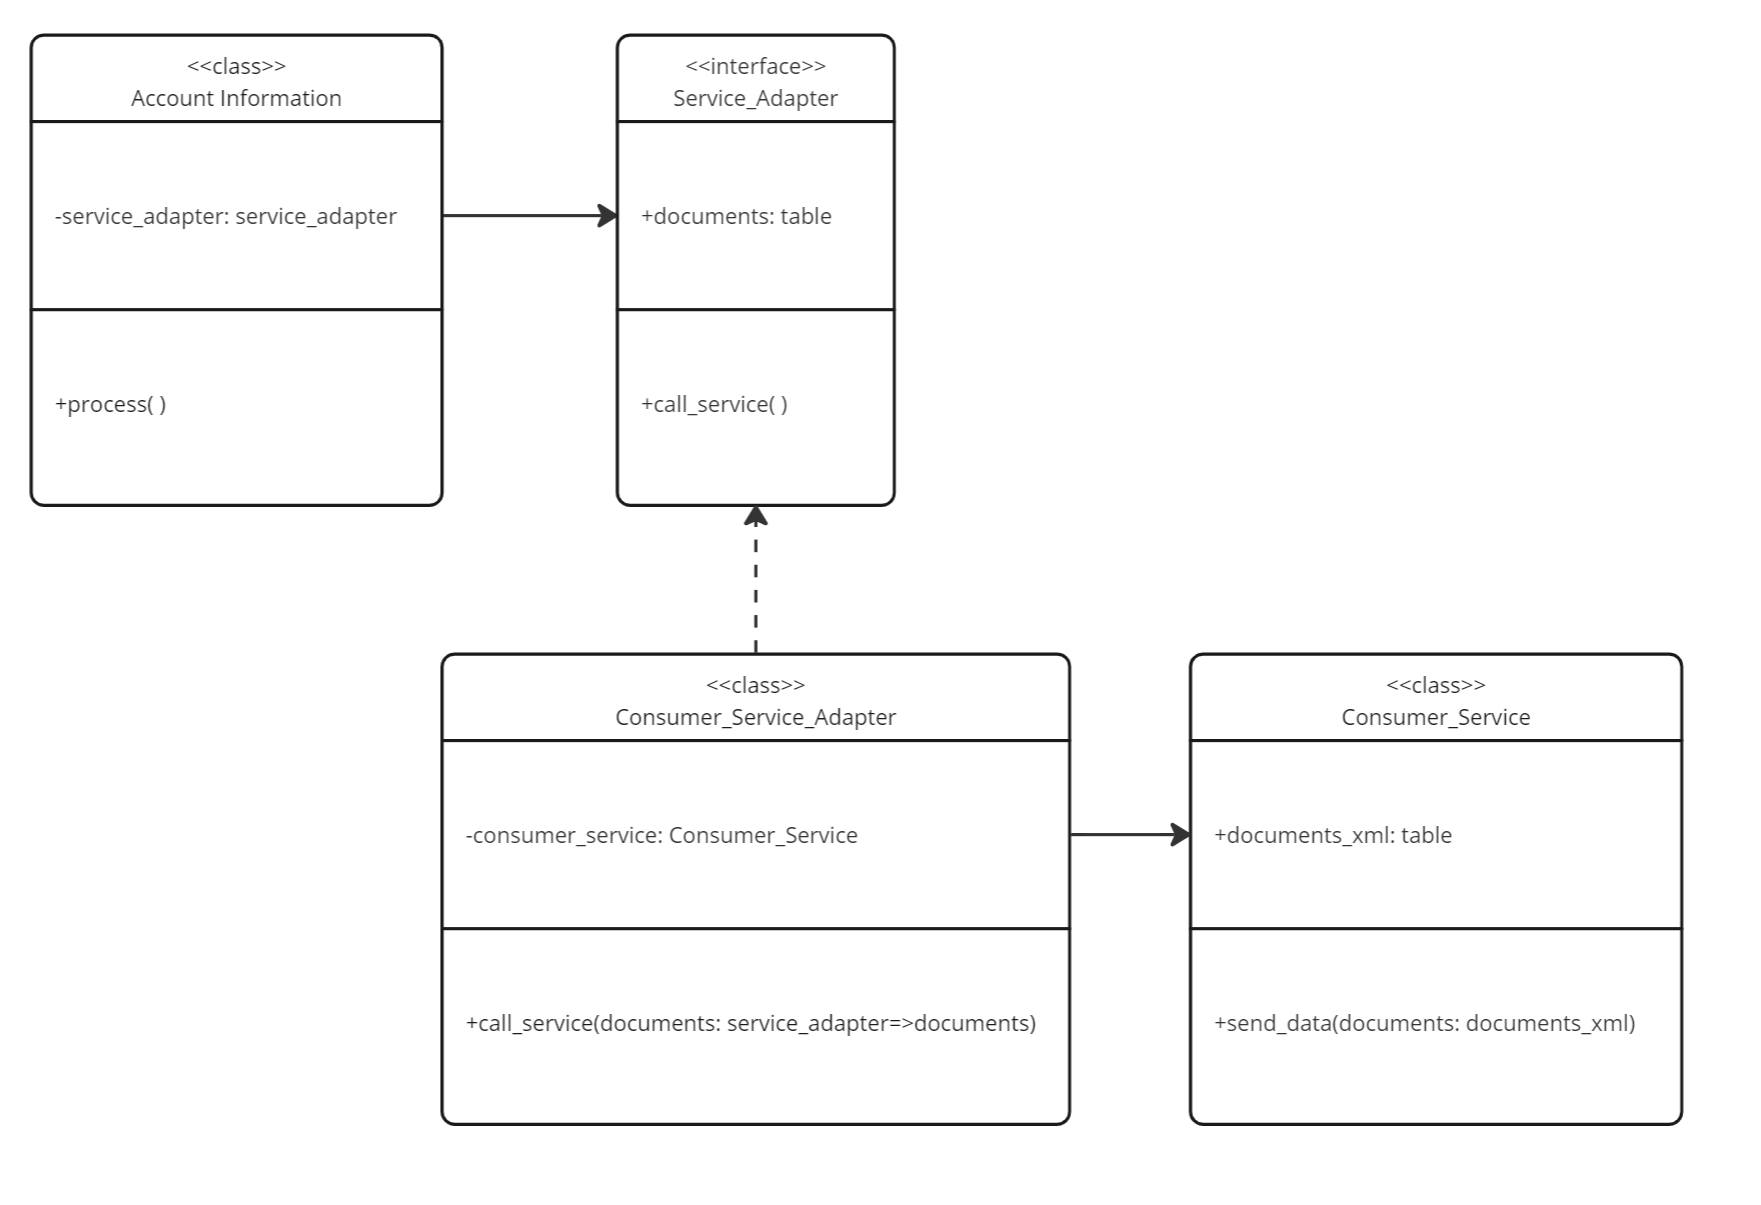 <<class>>
Account Information
-service_adapter: service_adapter
+process( )
<<interface>>
Service_Adapter
+documents: table
+call_service( )
<<class>>
Consumer_Service_Adapter
-consumer_service: Consumer_Service
+call_service(documents: service_adapter=>documents)
<<class>>
Consumer_Service
+documents_xml: table
+send_data(documents: documents_xml)